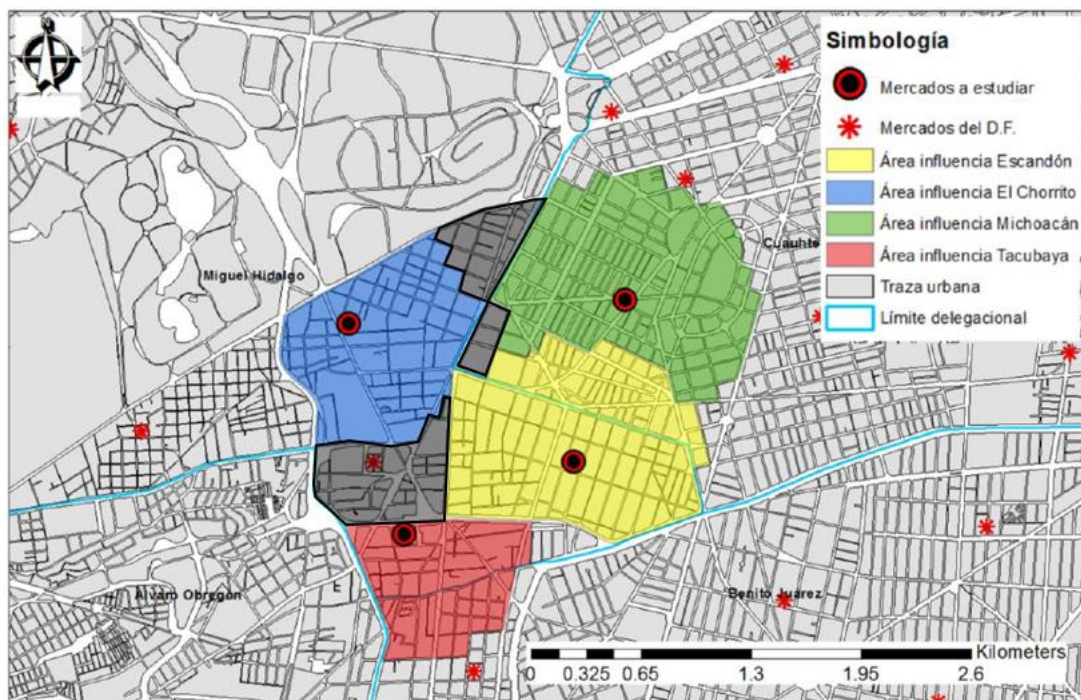 Simbología
Mercados a estudiar
Mercados del D.F.
Área influencia Escandón
Área influencia El Chorrito
Área influencia Michoacán
Área influencia Tacubaya
Traza urbana
Límite delegacional
Cuauhte
Miguel Hidalgo
Álvaro Obregón
Benito Juárez
Kilometers
0 0.325 0.65 1.3 1.95 2.6